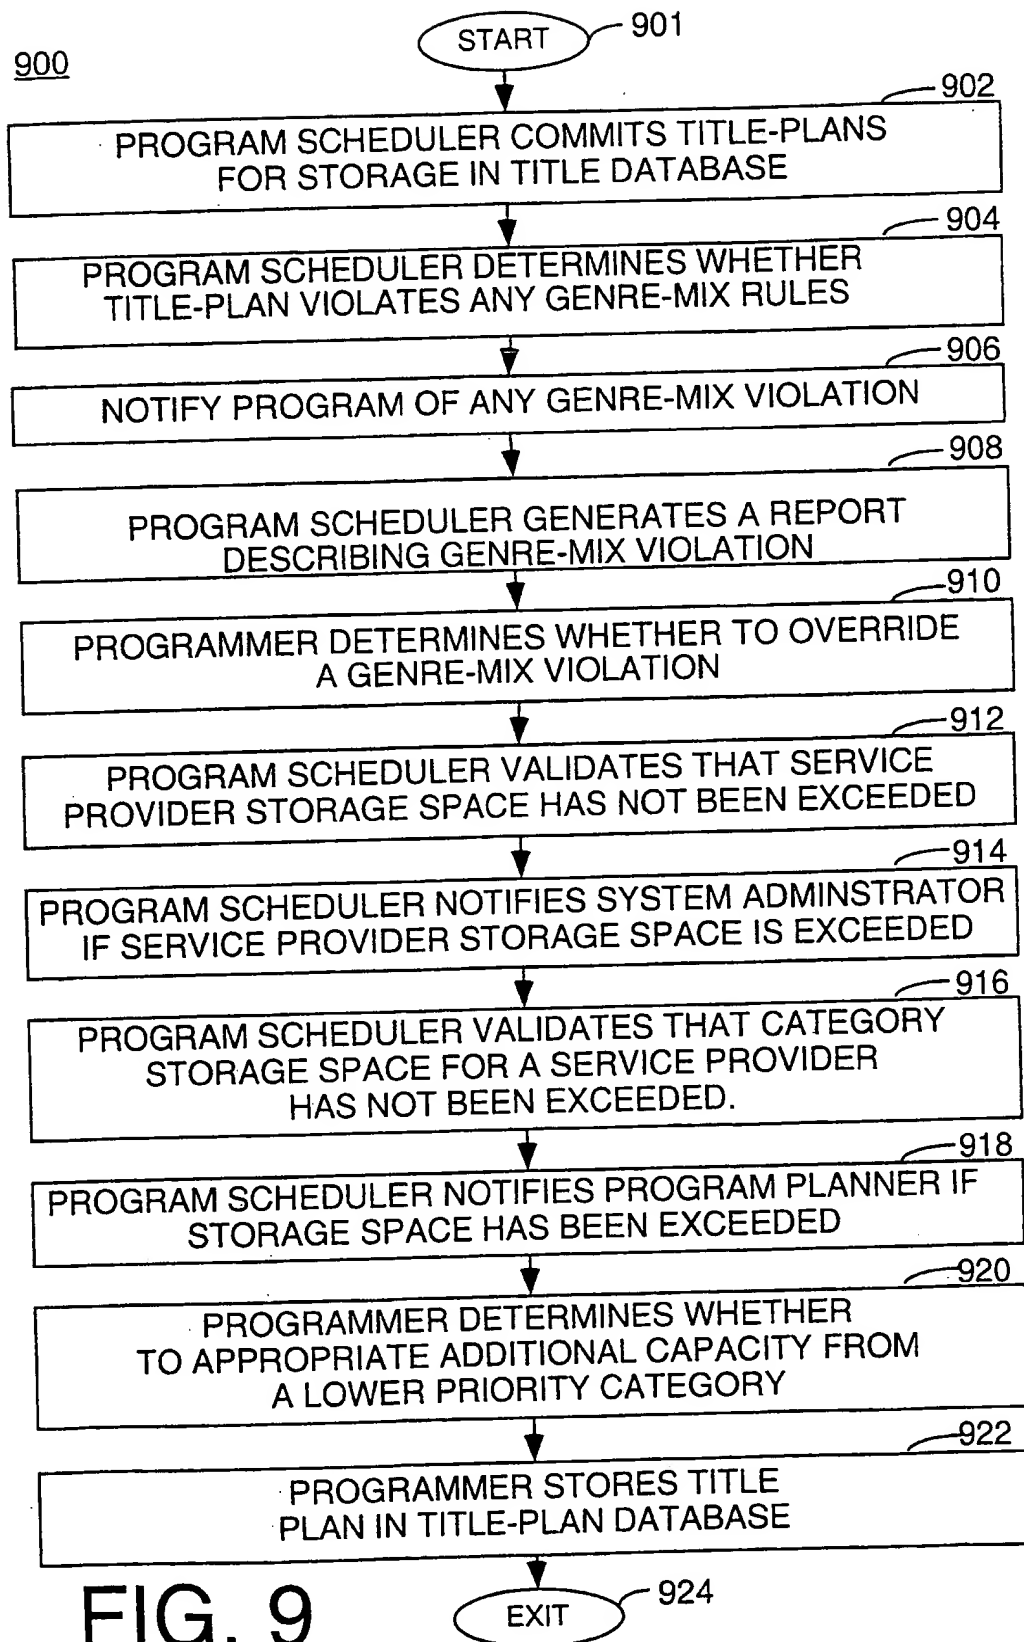 900
START
901
902
PROGRAM SCHEDULER COMMITS TITLE-PLANS
FOR STORAGE IN TITLE DATABASE
904
PROGRAM SCHEDULER DETERMINES WHETHER
TITLE-PLAN VIOLATES ANY GENRE-MIX RULES
906
NOTIFY PROGRAM OF ANY GENRE-MIX VIOLATION
908
PROGRAM SCHEDULER GENERATES A REPORT
DESCRIBING GENRE-MIX VIOLATION
910
PROGRAMMER DETERMINES WHETHER TO OVERRIDE
A GENRE-MIX VIOLATION
912
PROGRAM SCHEDULER VALIDATES THAT SERVICE
PROVIDER STORAGE SPACE HAS NOT BEEN EXCEEDED
914
PROGRAM SCHEDULER NOTIFIES SYSTEM ADMINSTRATOR
IF SERVICE PROVIDER STORAGE SPACE IS EXCEEDED
916
PROGRAM SCHEDULER VALIDATES THAT CATEGORY
STORAGE SPACE FOR A SERVICE PROVIDER
HAS NOT BEEN EXCEEDED.
918
PROGRAM SCHEDULER NOTIFIES PROGRAM PLANNER IF
STORAGE SPACE HAS BEEN EXCEEDED
920
PROGRAMMER DETERMINES WHETHER
TO APPROPRIATE ADDITIONAL CAPACITY FROM
A LOWER PRIORITY CATEGORY
922
PROGRAMMER STORES TITLE
PLAN IN TITLE-PLAN DATABASE
EXIT
924
FIG. 9